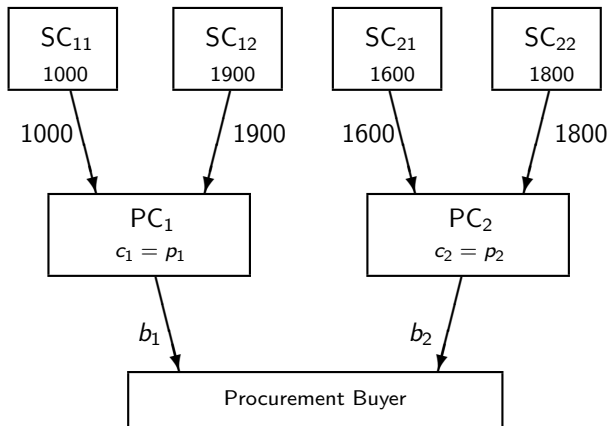 SC₁₁ SC₁₂ SC₂₁ SC₂₂
1000 1900 1600 1800
1000 1900 1600 1800
PC₁ PC₂
c₁ = p₁ c₂ = p₂
b₁ b₂
Procurement Buyer